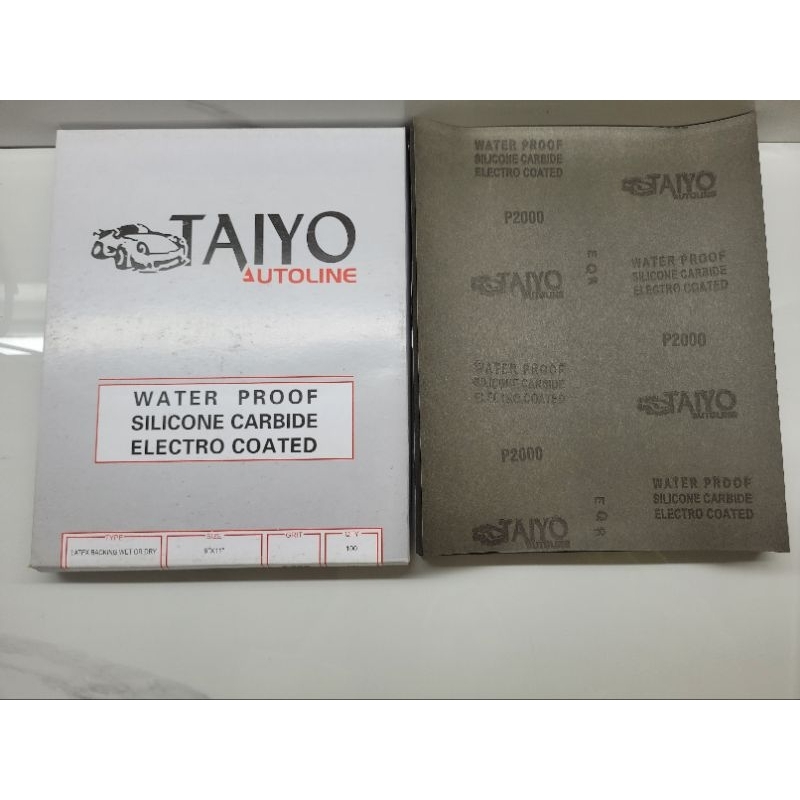 TAIYO
AUTOLINE
WATER PROOF
SILICONE CARBIDE
ELECTRO COATED
TYPE
LATEX BACKING WET OR DRY
SIZE
9"X11"
GRIT
Q'TY
100
WATER PROOF
SILICONE CARBIDE
ELECTRO COATED
TAIYO
AUTOLINE
P2000
EQR
WATER PROOF
SILICONE CARBIDE
ELECTRO COATED
TAIYO
AUTOLINE
P2000
WATER PROOF
SILICONE CARBIDE
ELECTRO COATED
TAIYO
AUTOLINE
P2000
EQR
WATER PROOF
SILICONE CARBIDE
ELECTRO COATED
TAIYO
AUTOLINE